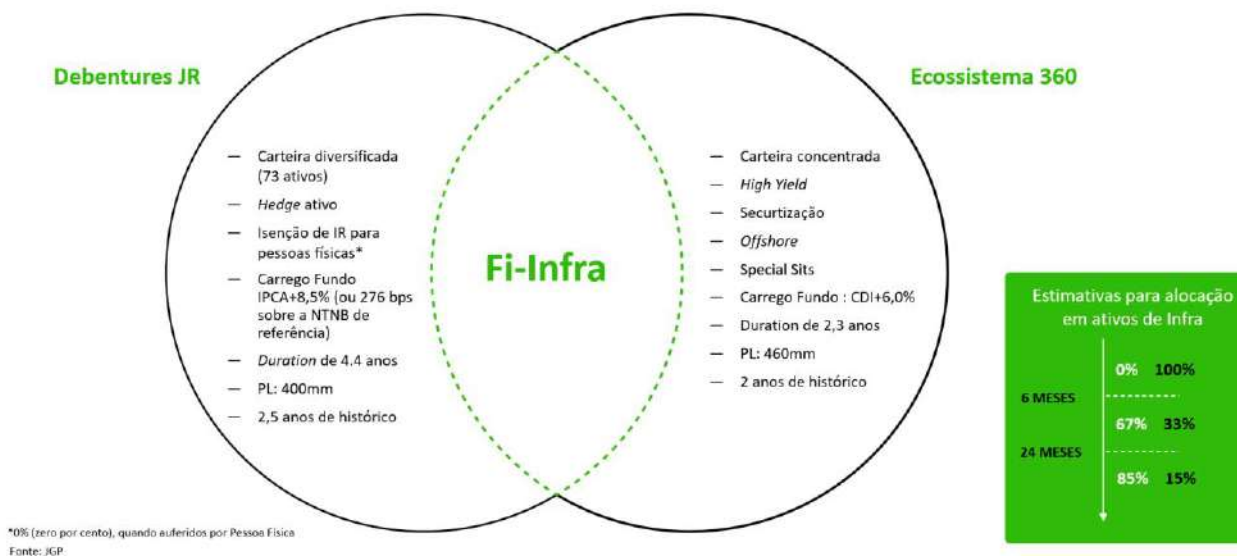 Debentures JR
Ecossistema 360
— Carteira diversificada
(73 ativos)
— Hedge ativo
— Isenção de IR para
pessoas físicas*
— Carrego Fundo
IPCA+8,5% (ou 276 bps
sobre a NTNB de
referência)
— Duration de 4.4 anos
— PL: 400mm
— 2,5 anos de histórico
Fi-Infra
— Carteira concentrada
— High Yield
— Securtização
— Offshore
— Special Sits
— Carrego Fundo : CDI+6,0%
— Duration de 2,3 anos
— PL: 460mm
— 2 anos de histórico
Estimativas para alocação
em ativos de Infra
0% 100%
6 MESES
67% 33%
24 MESES
85% 15%
*0% (zero por cento), quando auferidos por Pessoa Física
Fonte: JGP